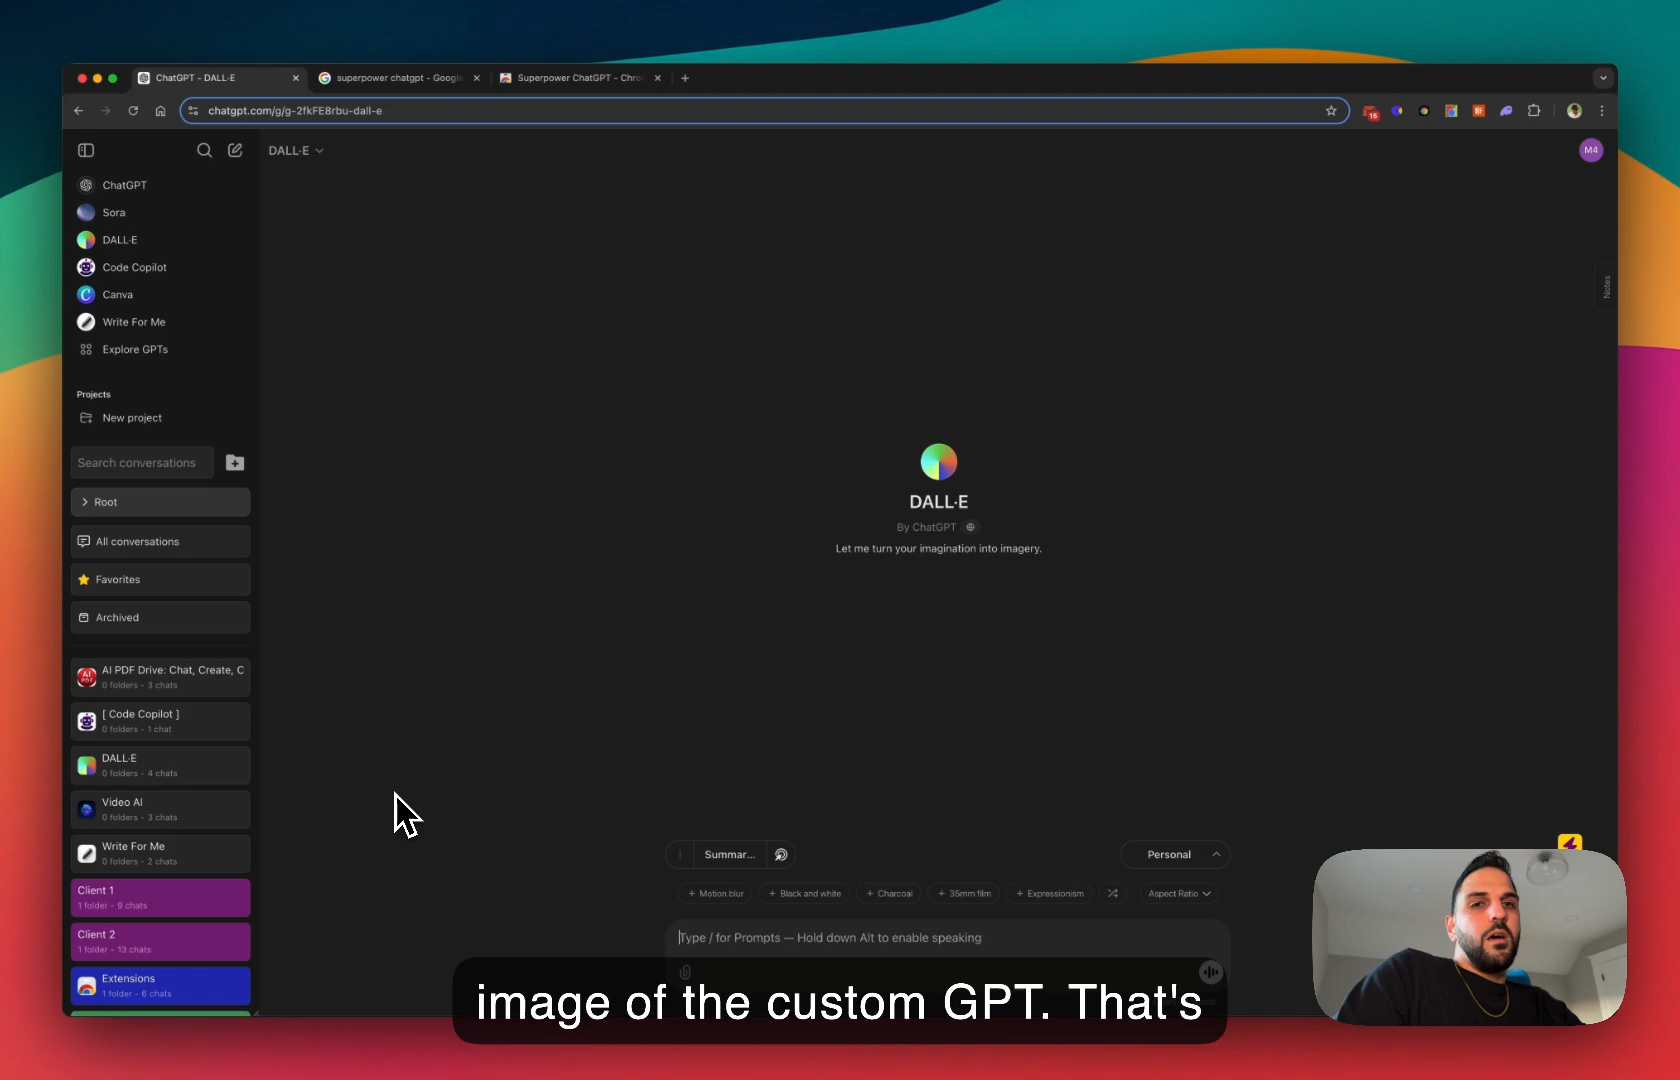 ChatGPT - DALL·E
superpower chatgpt - Googl
Superpower ChatGPT - Chro
chatgpt.com/g/g-2fkFE8rbu-dall-e
15
DALL·E
M4
ChatGPT
Sora
DALL·E
Code Copilot
Canva
Write For Me
Explore GPTs
Notes
Projects
New project
Search conversations
Root
All conversations
Favorites
Archived
DALL·E
By ChatGPT
Let me turn your imagination into imagery.
AI PDF Drive: Chat, Create, C
0 folders - 3 chats
[ Code Copilot ]
0 folders - 1 chat
DALL·E
0 folders - 4 chats
Video AI
0 folders - 3 chats
Write For Me
0 folders - 2 chats
Client 1
1 folder - 9 chats
Client 2
1 folder - 13 chats
Extensions
1 folder - 6 chats
Summar...
Personal
+ Motion blur
+ Black and white
+ Charcoal
+ 35mm film
+ Expressionism
Aspect Ratio
Type / for Prompts — Hold down Alt to enable speaking
image of the custom GPT. That's